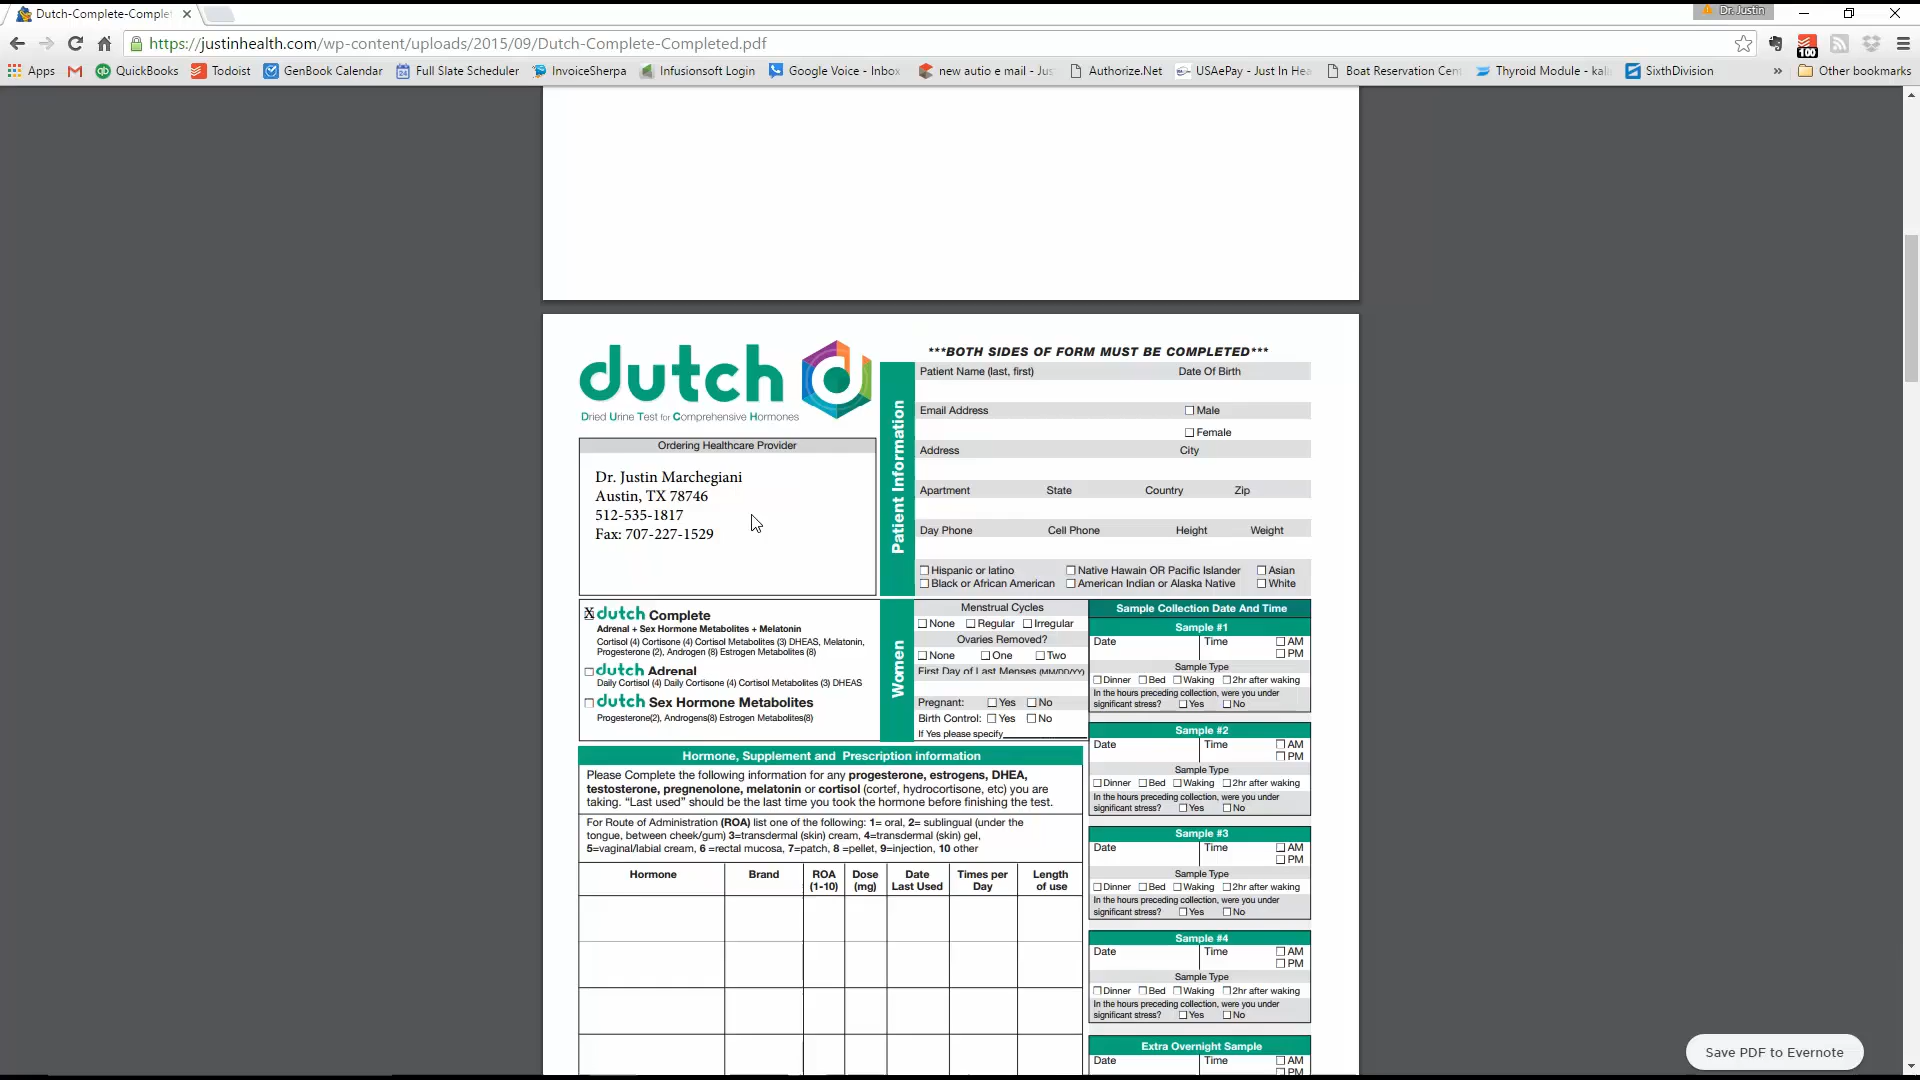 Dutch-Complete-Comple
Dr. Justin
https://justinhealth.com/wp-content/uploads/2015/09/Dutch-Complete-Completed.pdf
100
Apps QuickBooks Todoist GenBook Calendar Full Slate Scheduler InvoiceSherpa Infusionsoft Login Google Voice - Inbox new autio e mail - Jus Authorize.Net USAePay - Just In Hea Boat Reservation Cen Thyroid Module - kali SixthDivision » Other bookmarks
dutch
Dried Urine Test for Comprehensive Hormones
***BOTH SIDES OF FORM MUST BE COMPLETED***
Patient Information
Patient Name (last, first) Date Of Birth
Email Address Male
Female
Address City
Apartment State Country Zip
Day Phone Cell Phone Height Weight
Hispanic or latino Native Hawain OR Pacific Islander Asian
Black or African American American Indian or Alaska Native White
Ordering Healthcare Provider
Dr. Justin Marchegiani
Austin, TX 78746
512-535-1817
Fax: 707-227-1529
X dutch Complete
Adrenal + Sex Hormone Metabolites + Melatonin
Cortisol (4) Cortisone (4) Cortisol Metabolites (3) DHEAS, Melatonin,
Progesterone (2), Androgen (8) Estrogen Metabolites (8)
dutch Adrenal
Daily Cortisol (4) Daily Cortisone (4) Cortisol Metabolites (3) DHEAS
dutch Sex Hormone Metabolites
Progesterone(2), Androgens(8) Estrogen Metabolites(8)
Women
Menstrual Cycles
None Regular Irregular
Ovaries Removed?
None One Two
First Day of Last Menses (MM/DD/YY)
Pregnant: Yes No
Birth Control: Yes No
If Yes please specify
Hormone, Supplement and Prescription information
Please Complete the following information for any progesterone, estrogens, DHEA,
testosterone, pregnenolone, melatonin or cortisol (cortef, hydrocortisone, etc) you are
taking. “Last used” should be the last time you took the hormone before finishing the test.
For Route of Administration (ROA) list one of the following: 1= oral, 2= sublingual (under the
tongue, between cheek/gum) 3=transdermal (skin) cream, 4=transdermal (skin) gel,
5=vaginal/labial cream, 6 =rectal mucosa, 7=patch, 8 =pellet, 9=injection, 10 other
Hormone Brand ROA Dose Date Times per Length
(1-10) (mg) Last Used Day of use
Sample Collection Date And Time
Sample #1
Date Time AM
PM
Sample Type
Dinner Bed Waking 2hr after waking
In the hours preceding collection, were you under
significant stress? Yes No
Sample #2
Date Time AM
PM
Sample Type
Dinner Bed Waking 2hr after waking
In the hours preceding collection, were you under
significant stress? Yes No
Sample #3
Date Time AM
PM
Sample Type
Dinner Bed Waking 2hr after waking
In the hours preceding collection, were you under
significant stress? Yes No
Sample #4
Date Time AM
PM
Sample Type
Dinner Bed Waking 2hr after waking
In the hours preceding collection, were you under
significant stress? Yes No
Extra Overnight Sample
Date Time AM
PM
Save PDF to Evernote